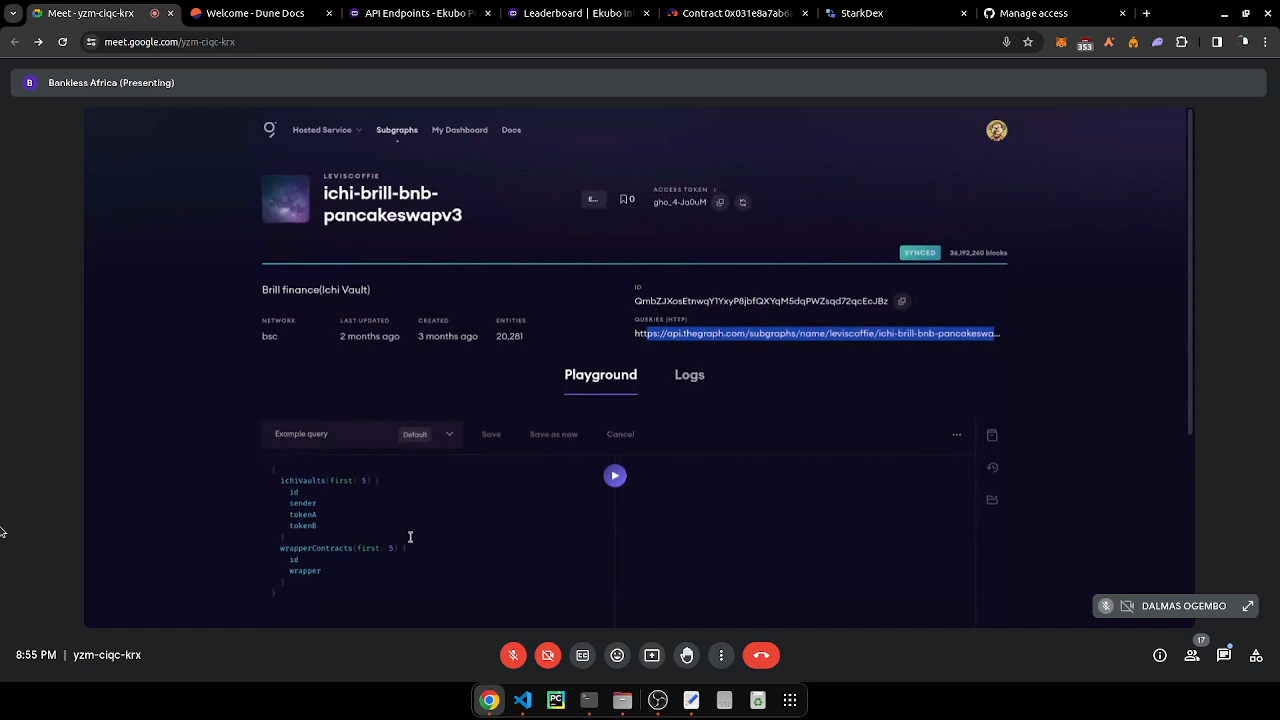 Meet - yzm-ciqc-krx
Welcome - Dune Docs
API Endpoints - Ekubo P
Leaderboard | Ekubo In
Contract 0x031e8a7ab6a
StarkDex
Manage access
meet.google.com/yzm-ciqc-krx
353
B Bankless Africa (Presenting)
Hosted Service Subgraphs My Dashboard Docs
LEVISCOFFIE
ichi-brill-bnb-
pancakeswapv3
E...
0
ACCESS TOKEN
gho_4-Ja0uM
SYNCED 36,192,260 blocks
Brill finance(Ichi Vault)
NETWORK LAST UPDATED CREATED ENTITIES
bsc 2 months ago 3 months ago 20,281
ID
QmbZJXosEtnwqY1YxyP8jbfQXYqM5dqPWZsqd72qcEcJBz
QUERIES (HTTP)
https://api.thegraph.com/subgraphs/name/leviscoffie/ichi-brill-bnb-pancakeswa...
Playground Logs
Example query Default Save Save as new Cancel ...
{
ichiVaults(first: 5) {
id
sender
tokenA
tokenB
}
wrapperContracts(first: 5) {
id
wrapper
}
}
DALMAS OGEMBO
8:55 PM | yzm-ciqc-krx
17